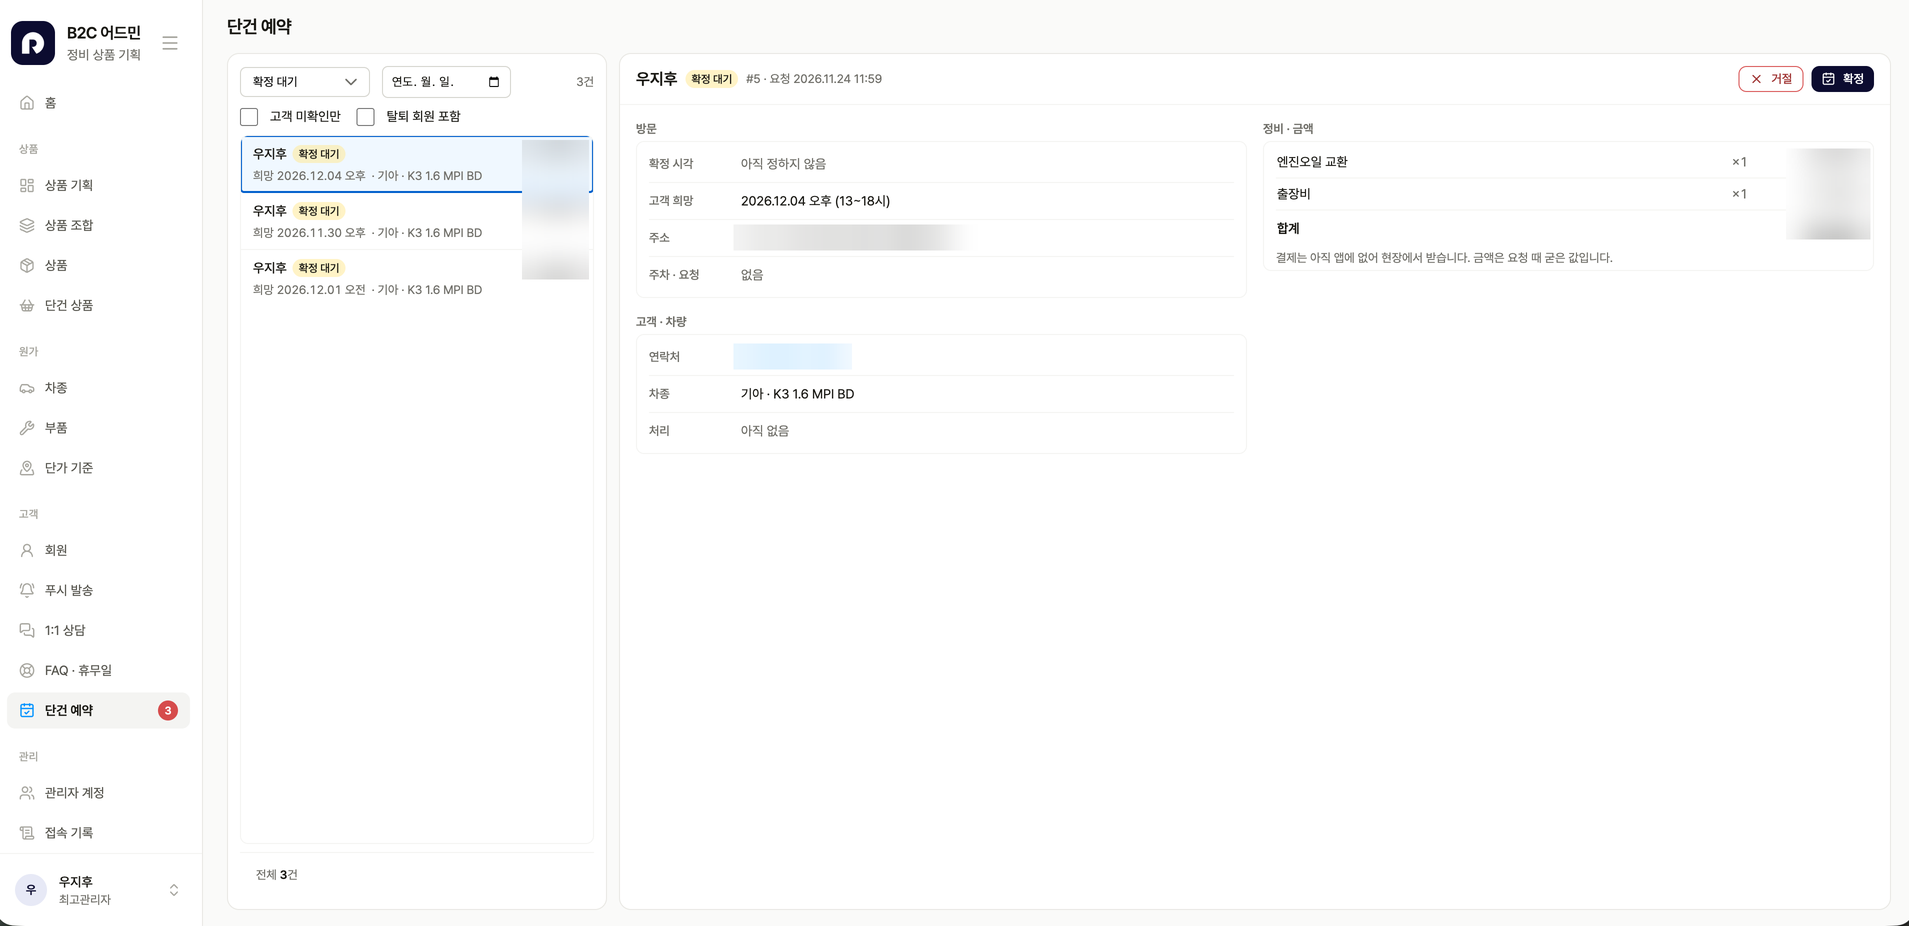 B2C 어드민
정비 상품 기획
홈
상품
상품 기획
상품 조합
상품
단건 상품
원가
차종
부품
단가 기준
고객
회원
푸시 발송
1:1 상담
FAQ · 휴무일
단건 예약 3
관리
관리자 계정
접속 기록
우 우지후
최고관리자
단건 예약
확정 대기 연도. 월. 일. 3건
고객 미확인만 탈퇴 회원 포함
우지후 확정 대기
희망 2026.12.04 오후 · 기아 · K3 1.6 MPI BD
우지후 확정 대기
희망 2026.11.30 오후 · 기아 · K3 1.6 MPI BD
우지후 확정 대기
희망 2026.12.01 오전 · 기아 · K3 1.6 MPI BD
전체 3건
우지후 확정 대기 #5 · 요청 2026.11.24 11:59 거절 확정
방문
확정 시각 아직 정하지 않음
고객 희망 2026.12.04 오후 (13~18시)
주소
주차 · 요청 없음
고객 · 차량
연락처
차종 기아 · K3 1.6 MPI BD
처리 아직 없음
정비 · 금액
엔진오일 교환 ×1
출장비 ×1
합계
결제는 아직 앱에 없어 현장에서 받습니다. 금액은 요청 때 굳은 값입니다.